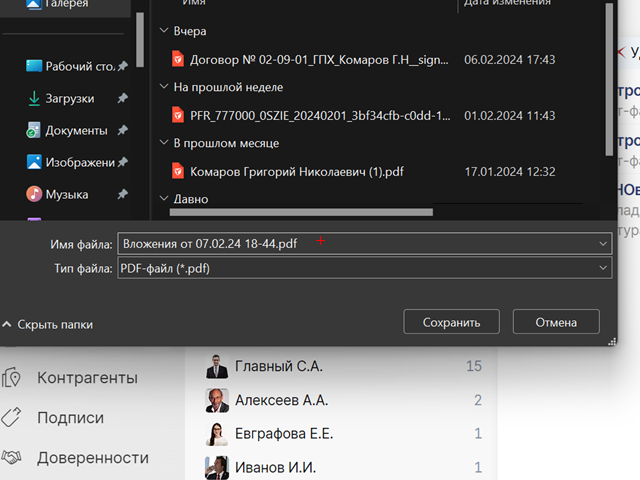 Галерея
Имя
Дата изменения
Вчера
Рабочий сто.
Договор № 02-09-01_ГПХ_Комаров Г.Н__sign...
06.02.2024 17:43
Загрузки
На прошлой неделе
Документы
PFR_777000_0SZIE_20240201_3bf34cfb-c0dd-1...
01.02.2024 11:43
Изображени
В прошлом месяце
Комаров Григорий Николаевич (1).pdf
17.01.2024 12:32
Музыка
Давно
Имя файла:
Вложения от 07.02.24 18-44.pdf
Тип файла:
PDF-файл (*.pdf)
Скрыть папки
Сохранить
Отмена
Главный С.А.
15
Контрагенты
Алексеев А.А.
2
Подписи
Евграфова Е.Е.
1
Доверенности
Иванов И.И.
1